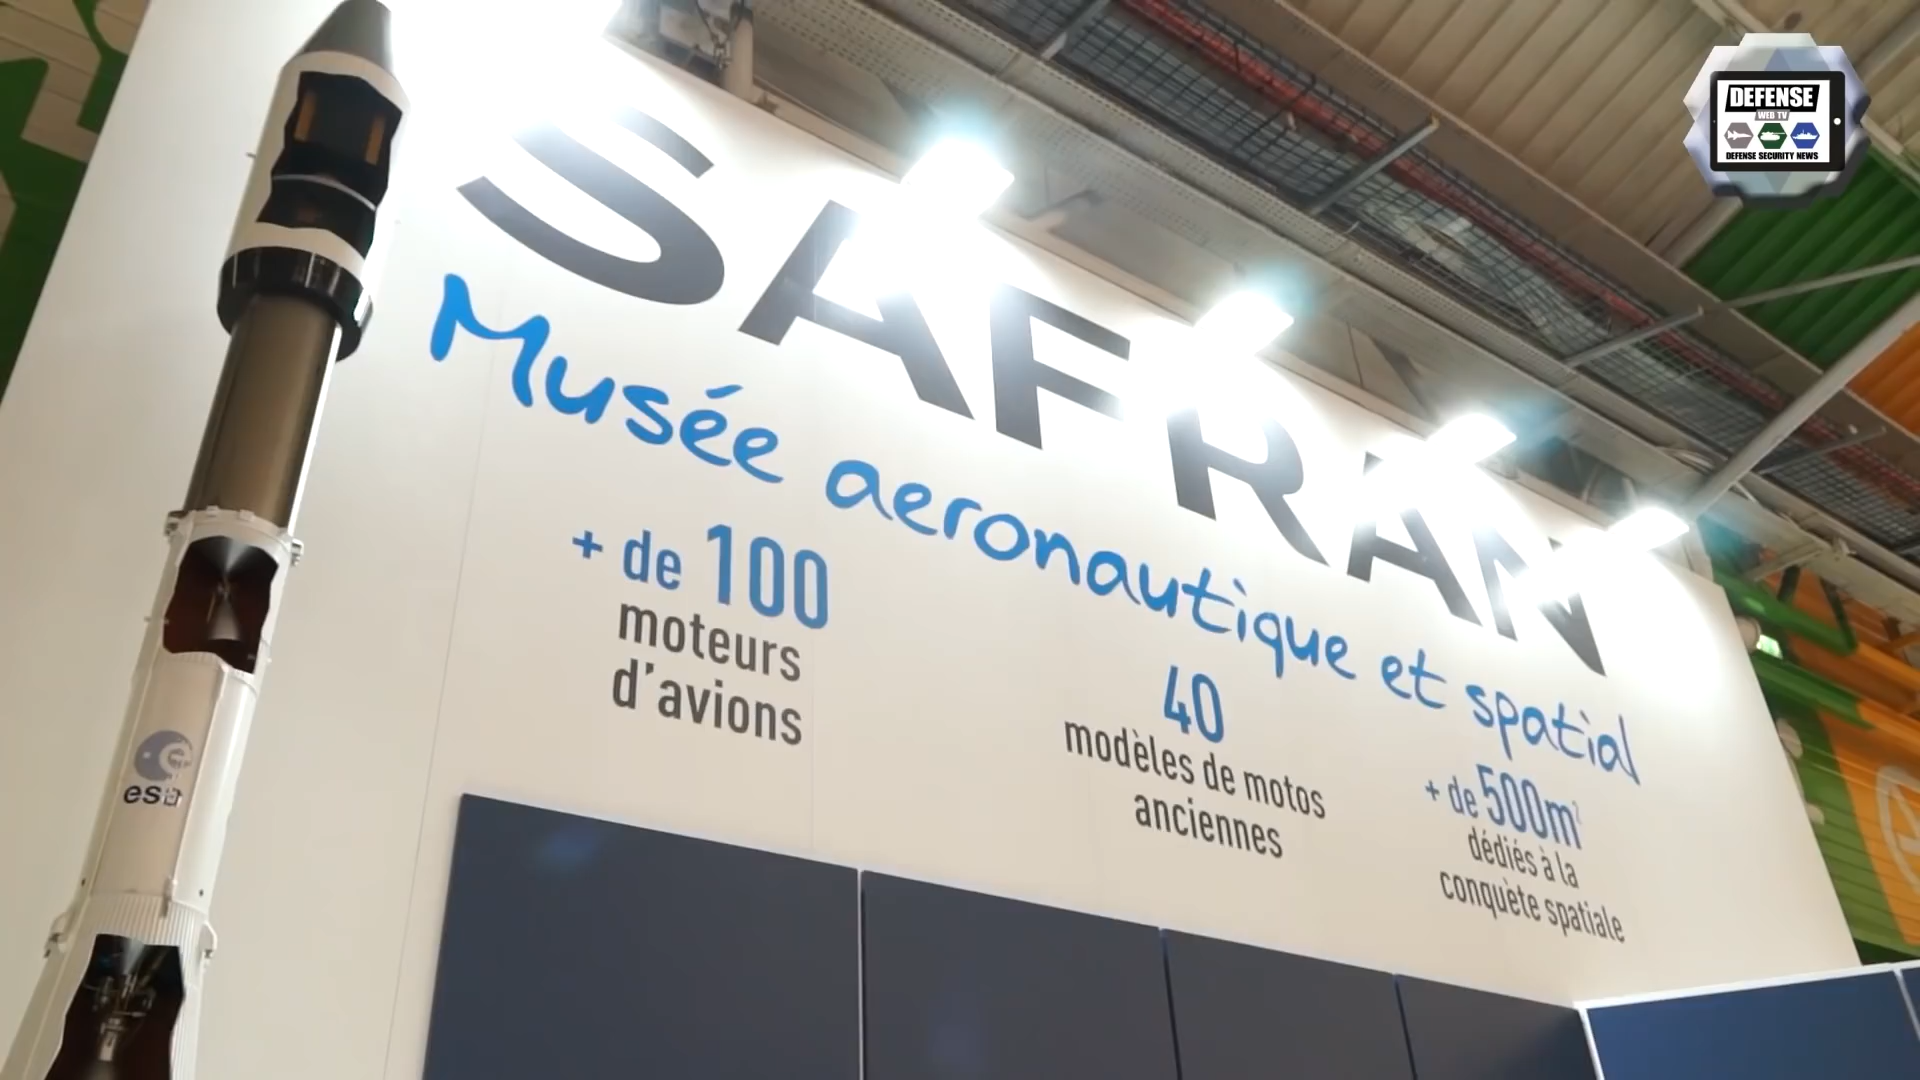 DEFENSE
WEB TV
DEFENSE SECURITY NEWS
SAFRAN
Musée aeronautique et spatial
+ de 100
moteurs
d'avions
40
modèles de motos
anciennes
+ de 500m²
dédiés à la
conquète spatiale
esa